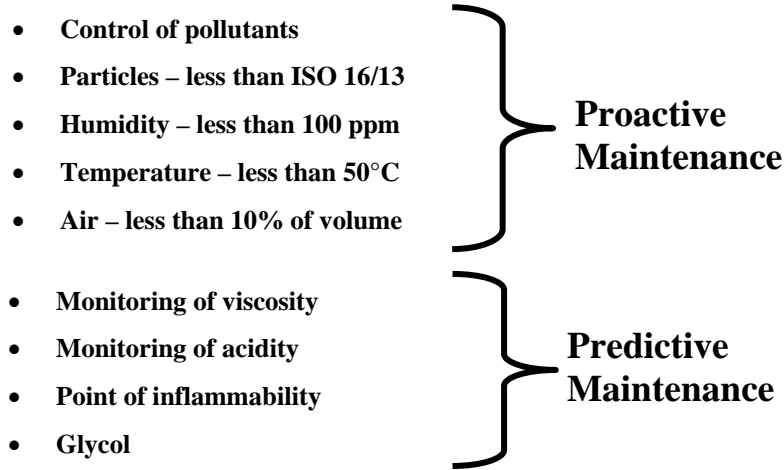 • Control of pollutants
• Particles – less than ISO 16/13
• Humidity – less than 100 ppm
• Temperature – less than 50°C
• Air – less than 10% of volume
Proactive
Maintenance
• Monitoring of viscosity
• Monitoring of acidity
• Point of inflammability
• Glycol
Predictive
Maintenance